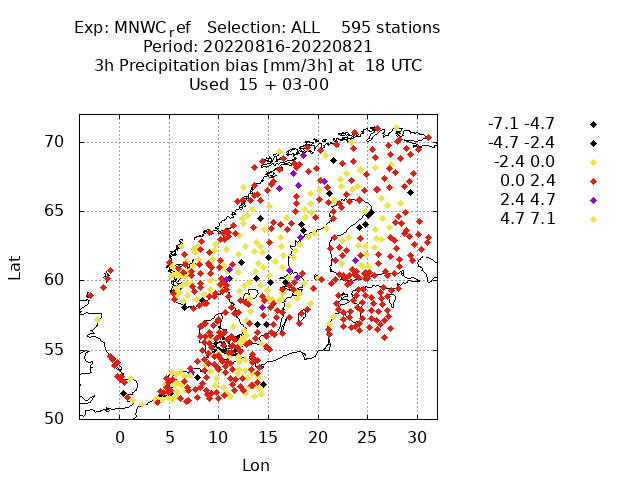 Exp: MNWC_ref Selection: ALL 595 stations
Period: 20220816-20220821
3h Precipitation bias [mm/3h] at 18 UTC
Used 15 + 03-00
-7.1 -4.7
-4.7 -2.4
-2.4 0.0
0.0 2.4
2.4 4.7
4.7 7.1
70
65
60
55
50
Lat
0 5 10 15 20 25 30
Lon